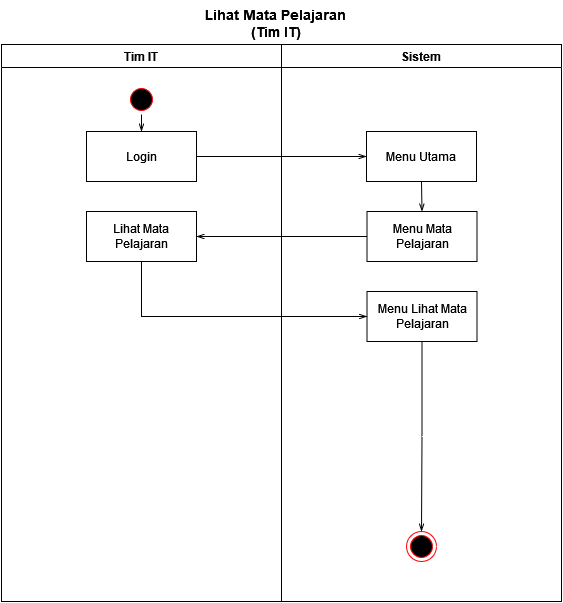 Lihat Mata Pelajaran
(Tim IT)
Tim IT
Sistem
Login
Menu Utama
Lihat Mata
Pelajaran
Menu Mata
Pelajaran
Menu Lihat Mata
Pelajaran